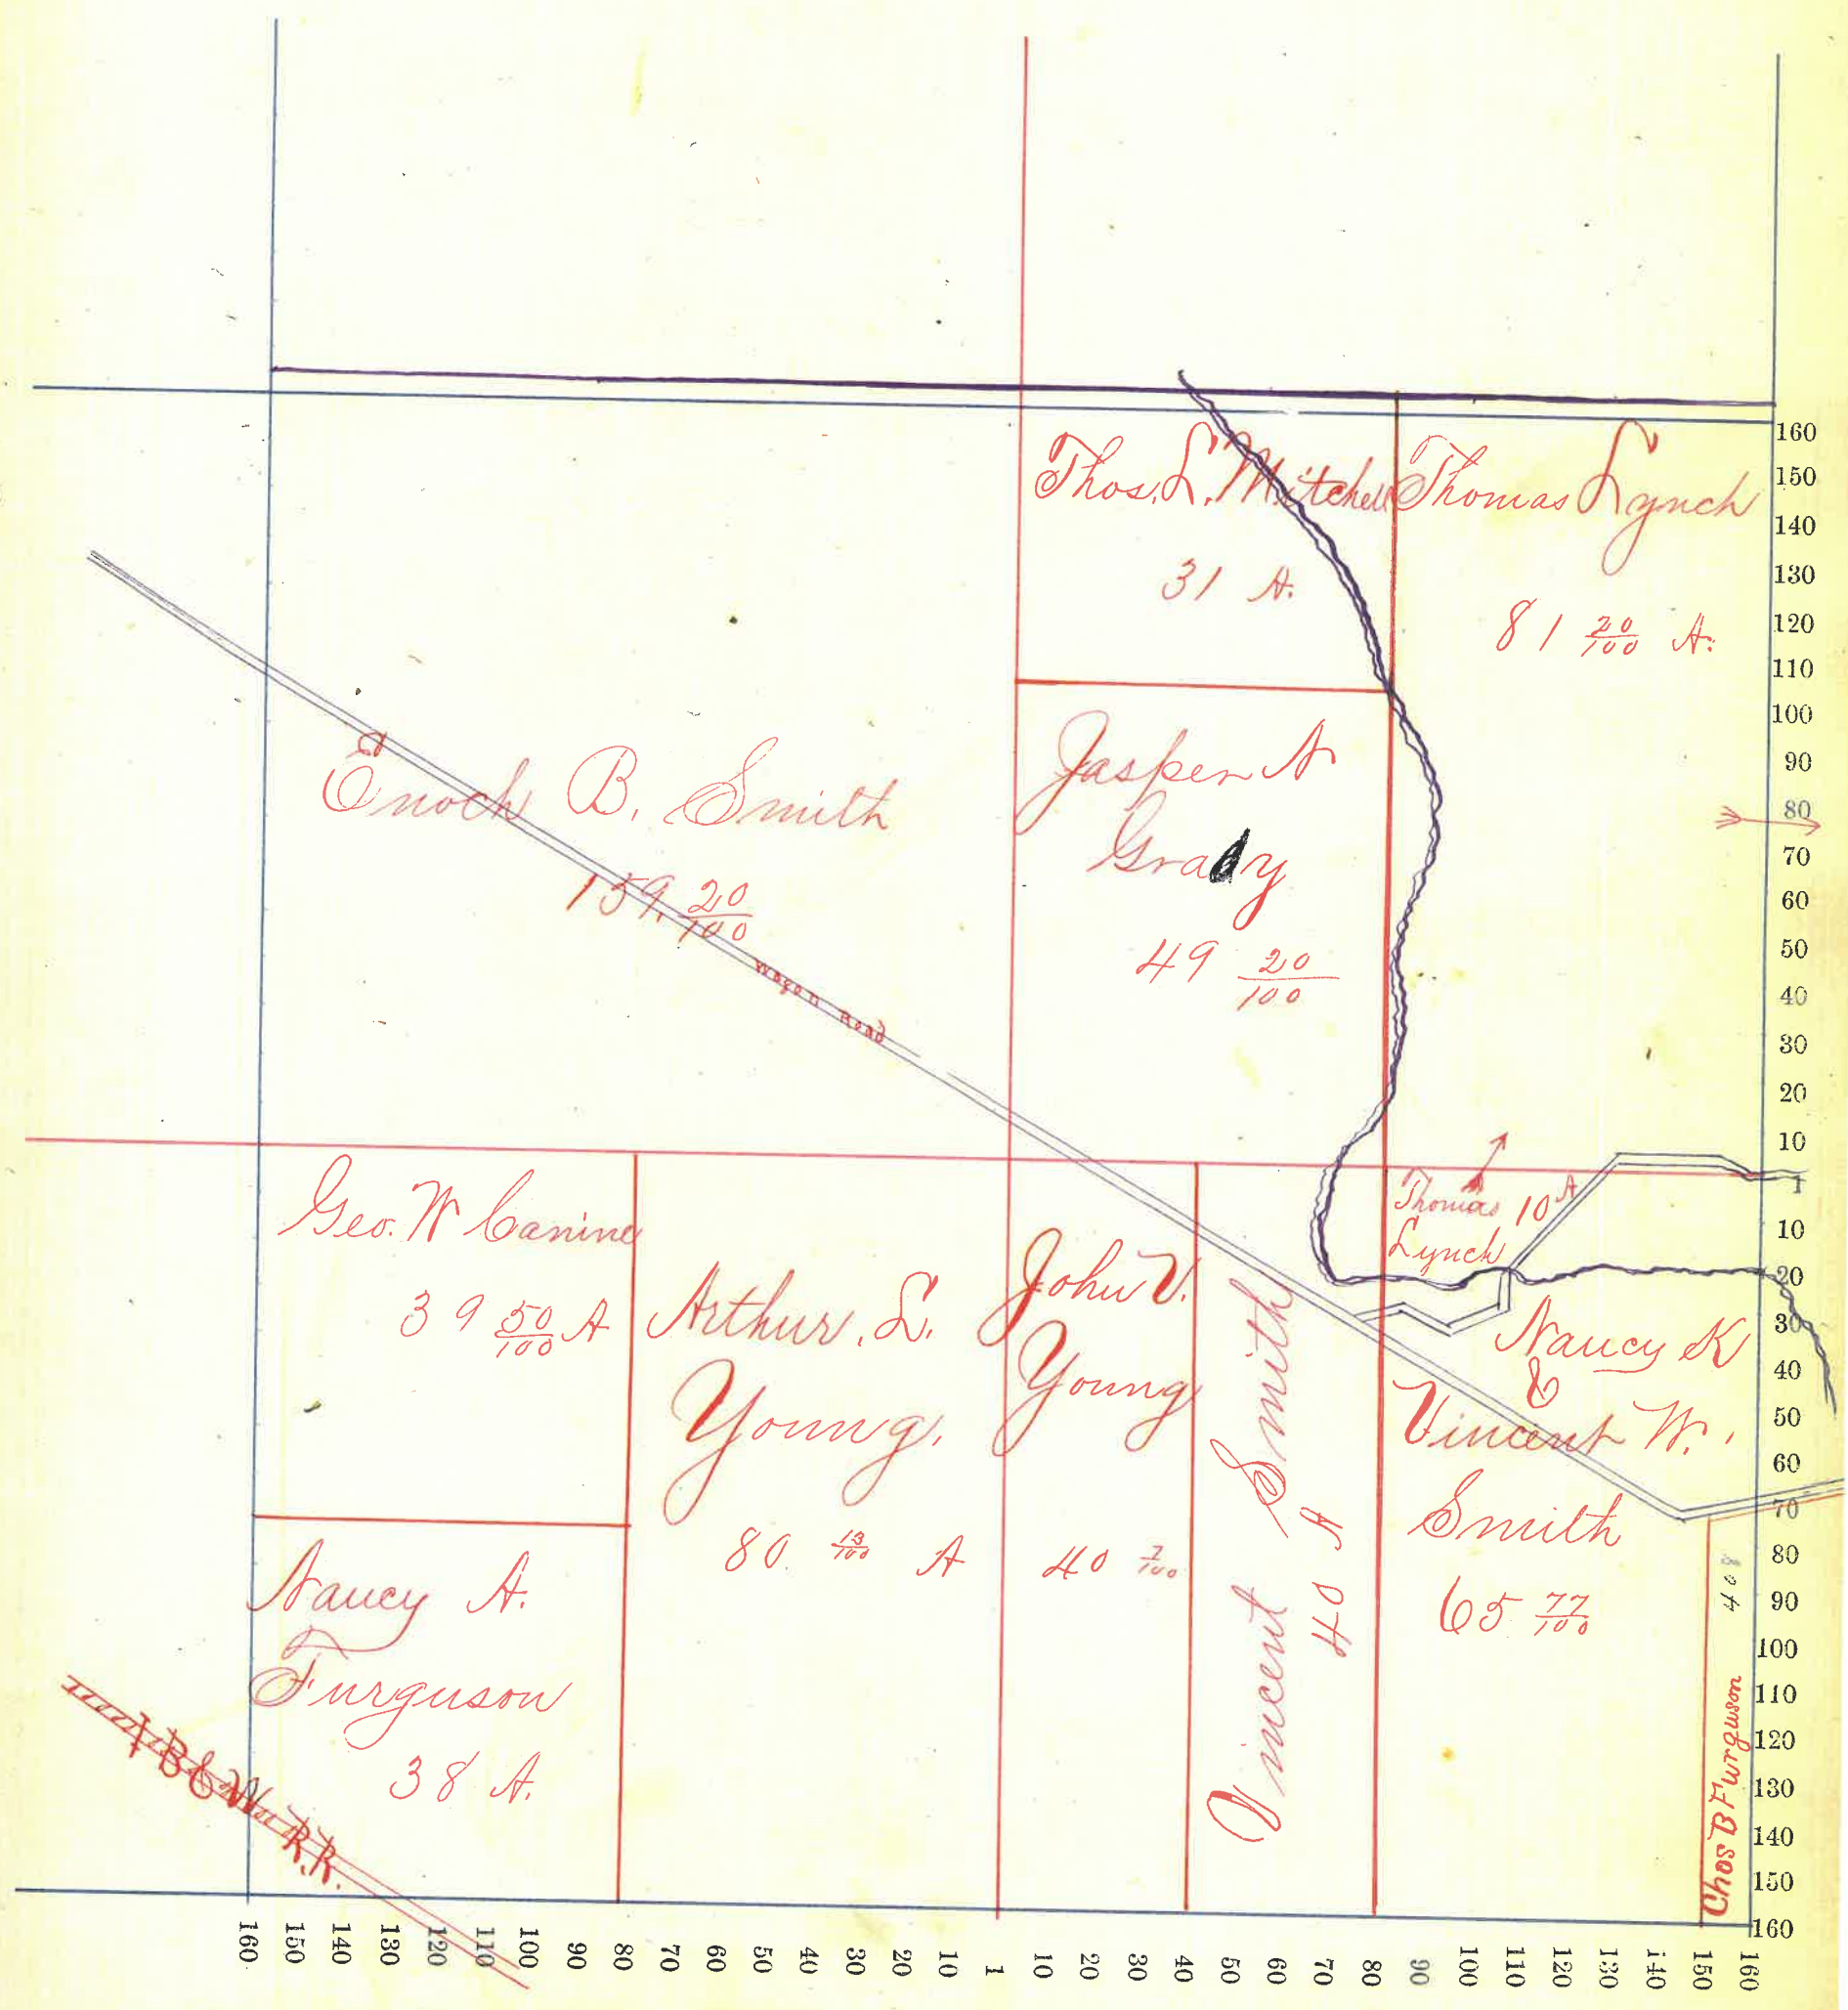 Thos. L. Mitchell
31 A.
Thomas Lynch
81 20/100 A.
Enoch B. Smith
159. 20/100
Wagon Road
Jasper N
Grady
49 20/100
Geo. W Canine
39 50/100 A
Arthur. L.
Young.
80. 13/100 A
John V.
Young
40 7/100
Vincent Smith
40 A
Thomas 10 A
Lynch
Nancy K
&
Vincent W.
Smith
65 77/100
Nancy A.
Furguson
38 A.
I B & W R.R.
Chas B Furguson
160
150
140
130
120
110
100
90
80
70
60
50
40
30
20
10
1
10
20
30
40
50
60
70
80
90
100
110
120
130
140
150
160
160 150 140 130 120 110 100 90 80 70 60 50 40 30 20 10 1 10 20 30 40 50 60 70 80 90 100 110 120 130 140 150 160